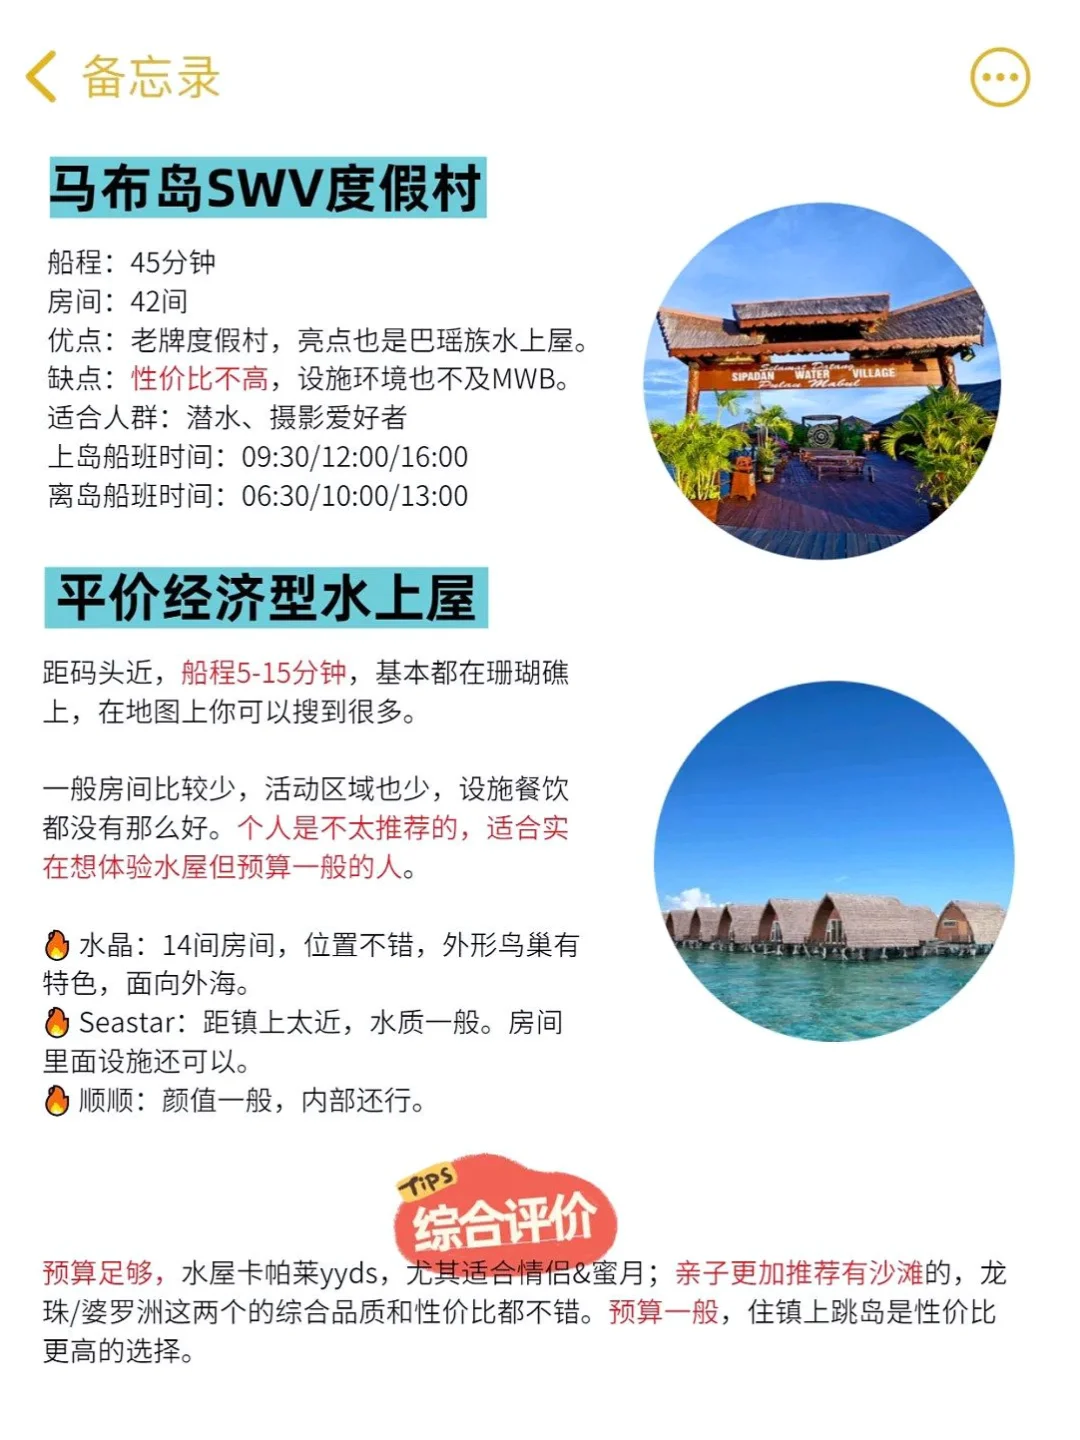 备忘录
马布岛SWV度假村
船程：45分钟
房间：42间
优点：老牌度假村，亮点也是巴瑶族水上屋。
缺点：性价比不高，设施环境也不及MWB。
适合人群：潜水、摄影爱好者
上岛船班时间：09:30/12:00/16:00
离岛船班时间：06:30/10:00/13:00
Selamat Datang
SIPADAN WATER VILLAGE
Pulau Mabul
平价经济型水上屋
距码头近，船程5-15分钟，基本都在珊瑚礁
上，在地图上你可以搜到很多。
一般房间比较少，活动区域也少，设施餐饮
都没有那么好。个人是不太推荐的，适合实
在想体验水屋但预算一般的人。
🔥 水晶：14间房间，位置不错，外形鸟巢有
特色，面向外海。
🔥 Seastar：距镇上太近，水质一般。房间
里面设施还可以。
🔥 顺顺：颜值一般，内部还行。
TIPS
综合评价
预算足够，水屋卡帕莱yyds，尤其适合情侣&蜜月；亲子更加推荐有沙滩的，龙
珠/婆罗洲这两个的综合品质和性价比都不错。预算一般，住镇上跳岛是性价比
更高的选择。